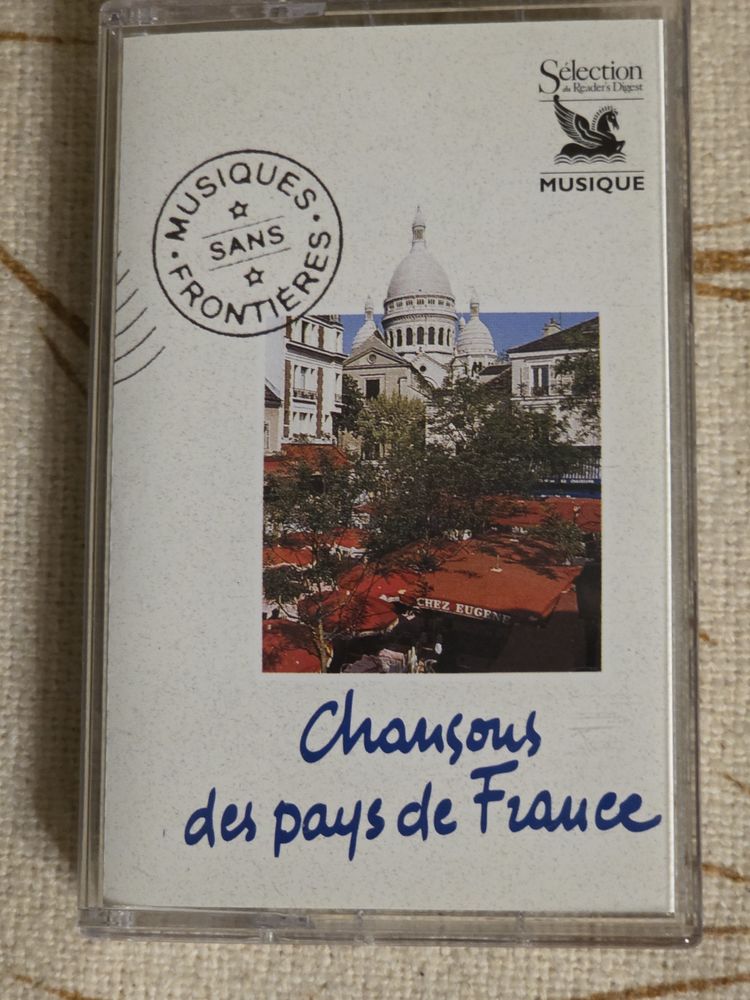 Sélection
du Reader's Digest
MUSIQUE
MUSIQUES
SANS
FRONTIÈRES
CHEZ EUGENE
Chansons
des pays de France